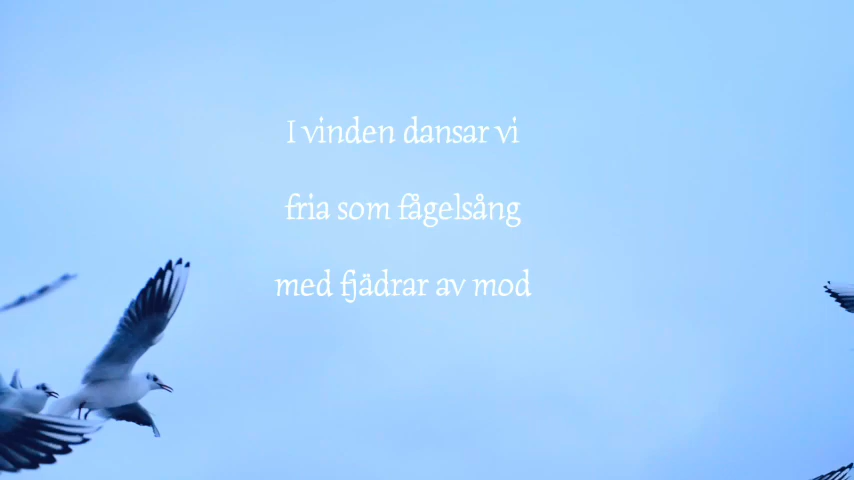 I vinden dansar vi
fria som fågelsång
med fjädrar av mod